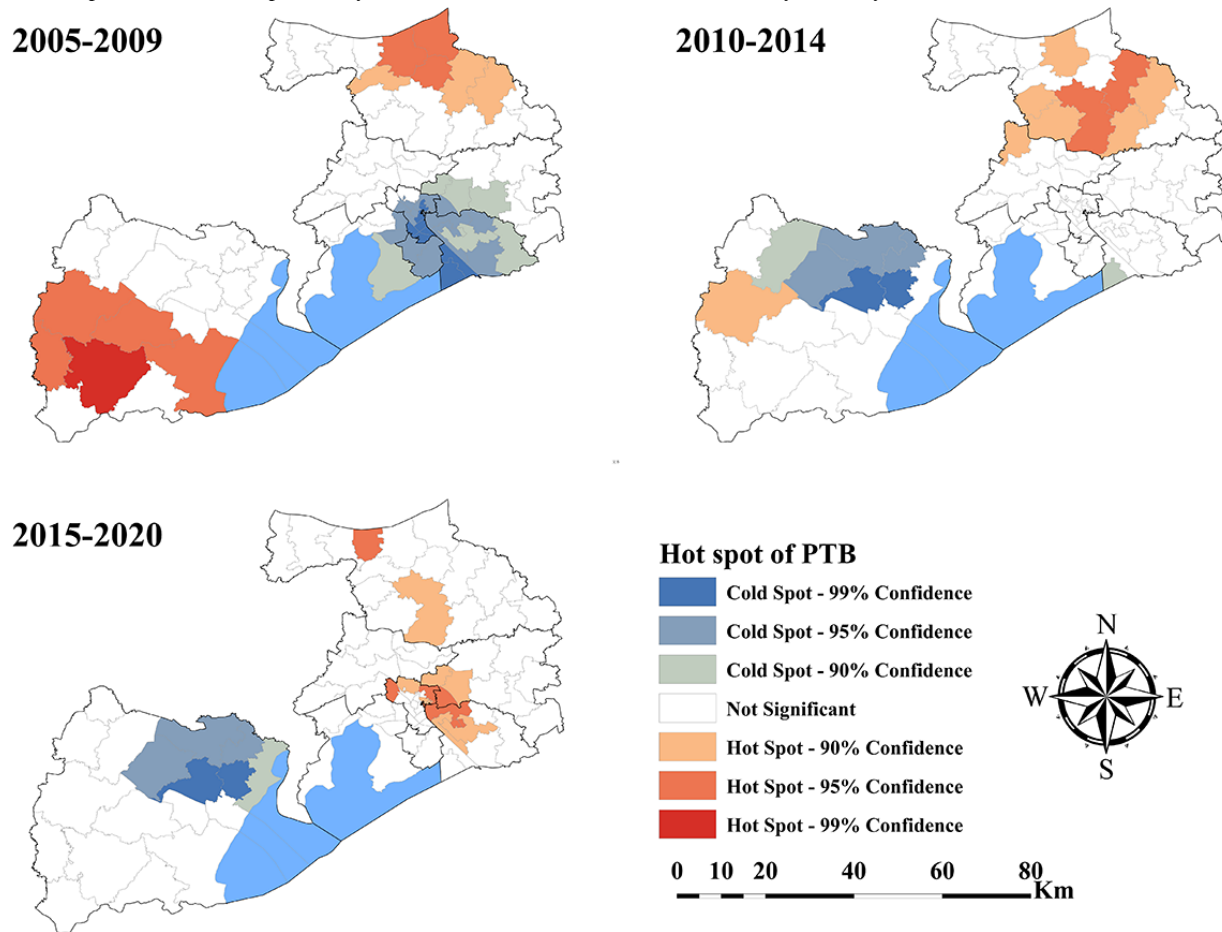 2005-2009
2010-2014
2015-2020
Hot spot of PTB
Cold Spot - 99% Confidence
Cold Spot - 95% Confidence
Cold Spot - 90% Confidence
Not Significant
Hot Spot - 90% Confidence
Hot Spot - 95% Confidence
Hot Spot - 99% Confidence
N
W E
S
0 10 20 40 60 80
Km